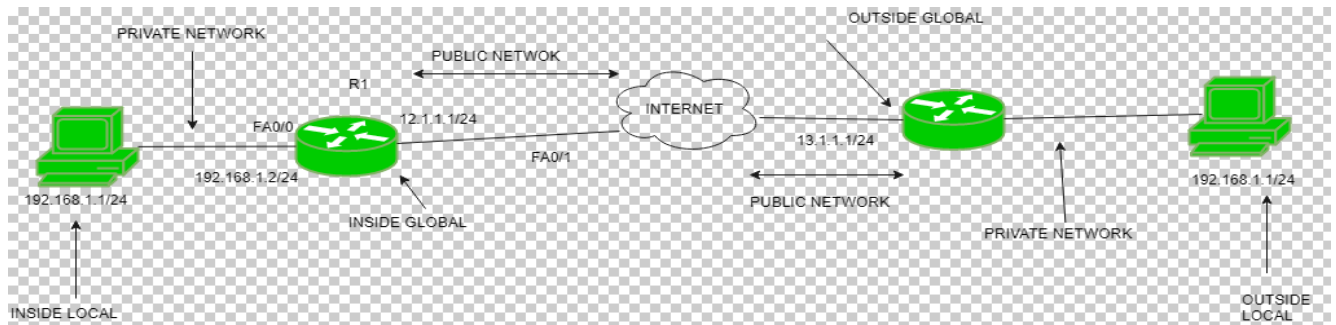 OUTSIDE GLOBAL
PRIVATE NETWORK
PUBLIC NETWOK
R1
INTERNET
FA0/0
12.1.1.1/24
13.1.1.1/24
FA0/1
192.168.1.2/24
192.168.1.1/24
192.168.1.1/24
PUBLIC NETWORK
INSIDE GLOBAL
PRIVATE NETWORK
INSIDE LOCAL
OUTSIDE
LOCAL